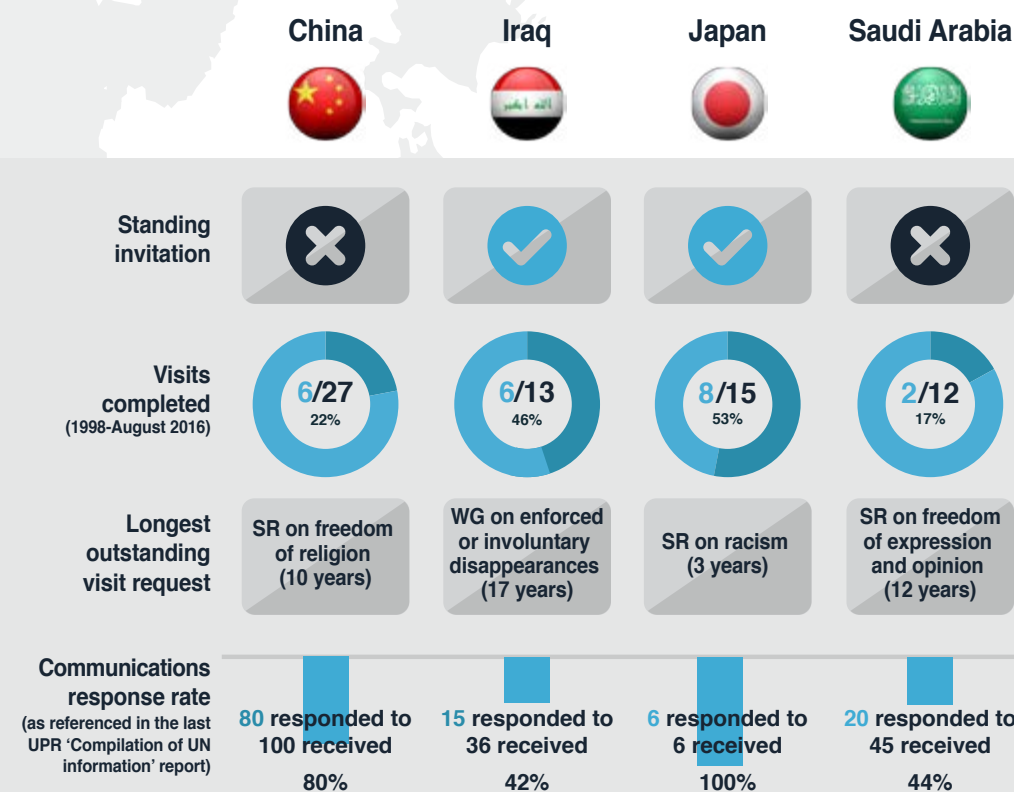 China Iraq Japan Saudi Arabia
الله اكبر
Standing
invitation
Visits
completed
(1998-August 2016)
6/27
22%
6/13
46%
8/15
53%
2/12
17%
Longest
outstanding
visit request
SR on freedom
of religion
(10 years)
WG on enforced
or involuntary
disappearances
(17 years)
SR on racism
(3 years)
SR on freedom
of expression
and opinion
(12 years)
Communications
response rate
(as referenced in the last
UPR ‘Compilation of UN
information’ report)
80 responded to
100 received
80%
15 responded to
36 received
42%
6 responded to
6 received
100%
20 responded to
45 received
44%